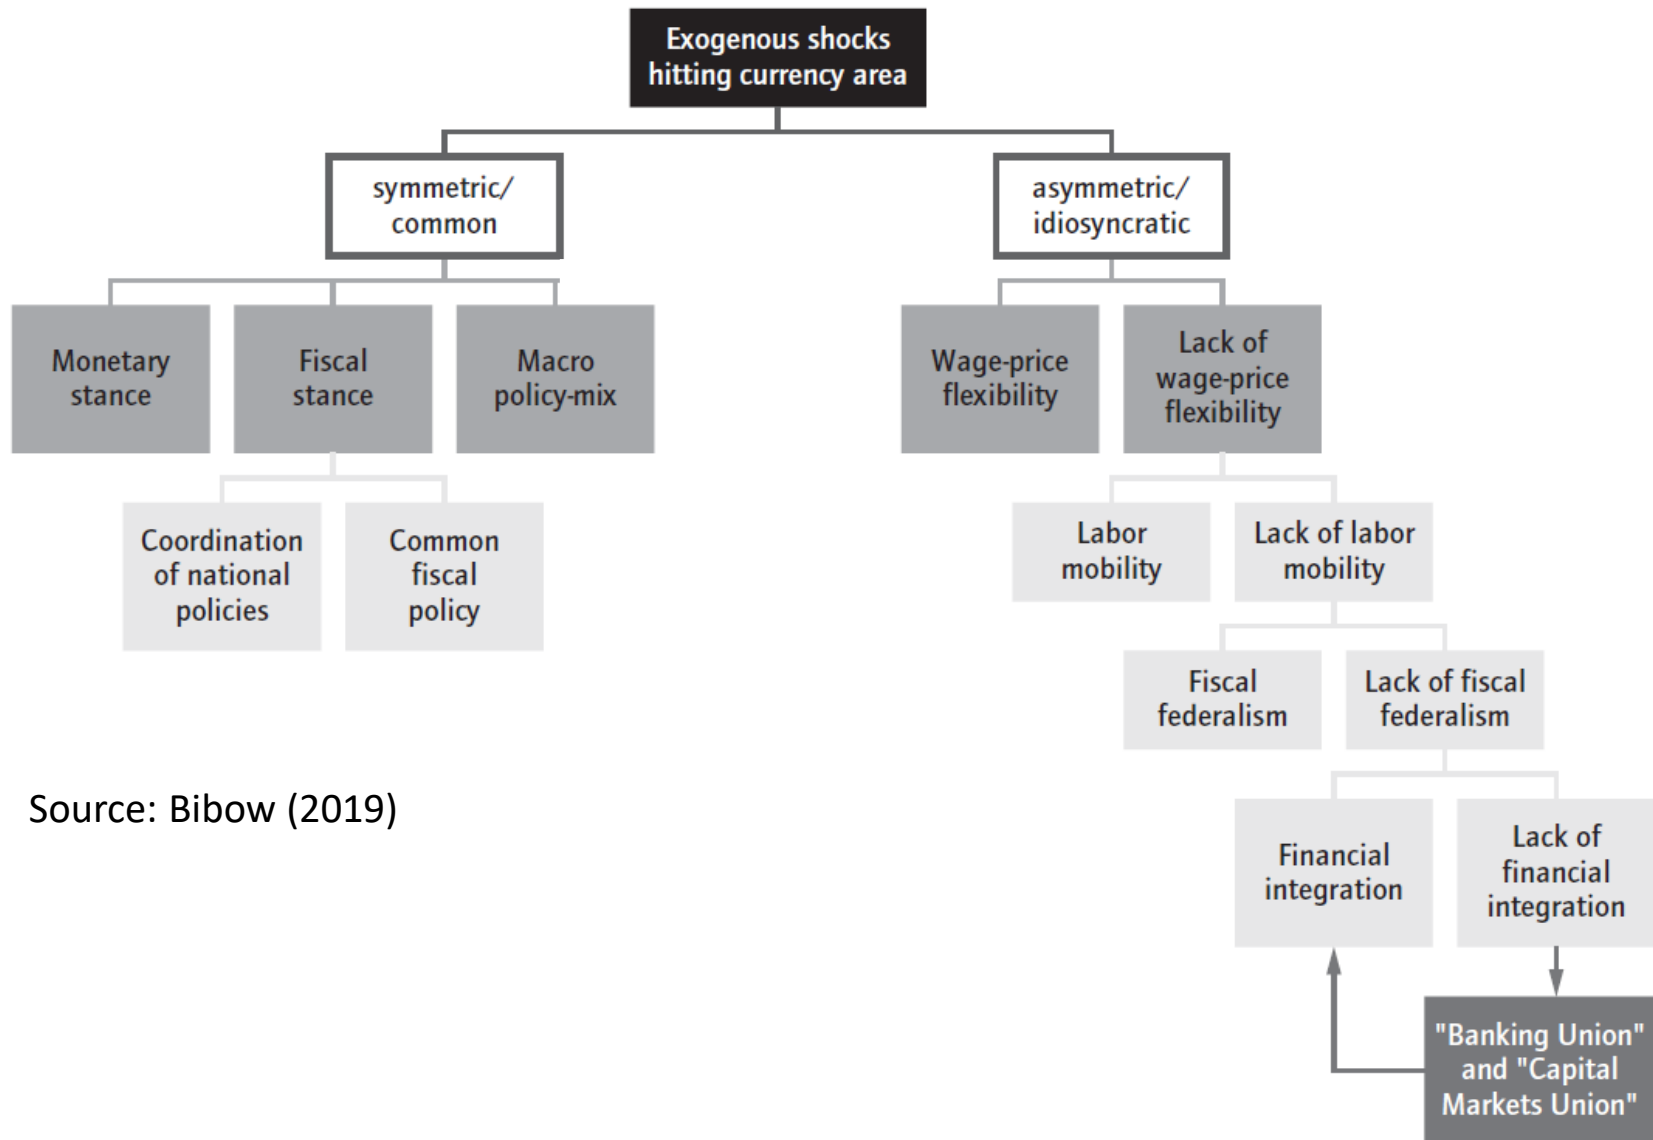 Exogenous shocks
hitting currency area
symmetric/
common
asymmetric/
idiosyncratic
Monetary
stance
Fiscal
stance
Macro
policy-mix
Wage-price
flexibility
Lack of
wage-price
flexibility
Coordination
of national
policies
Common
fiscal
policy
Labor
mobility
Lack of labor
mobility
Fiscal
federalism
Lack of fiscal
federalism
Source: Bibow (2019)
Financial
integration
Lack of
financial
integration
"Banking Union"
and "Capital
Markets Union"